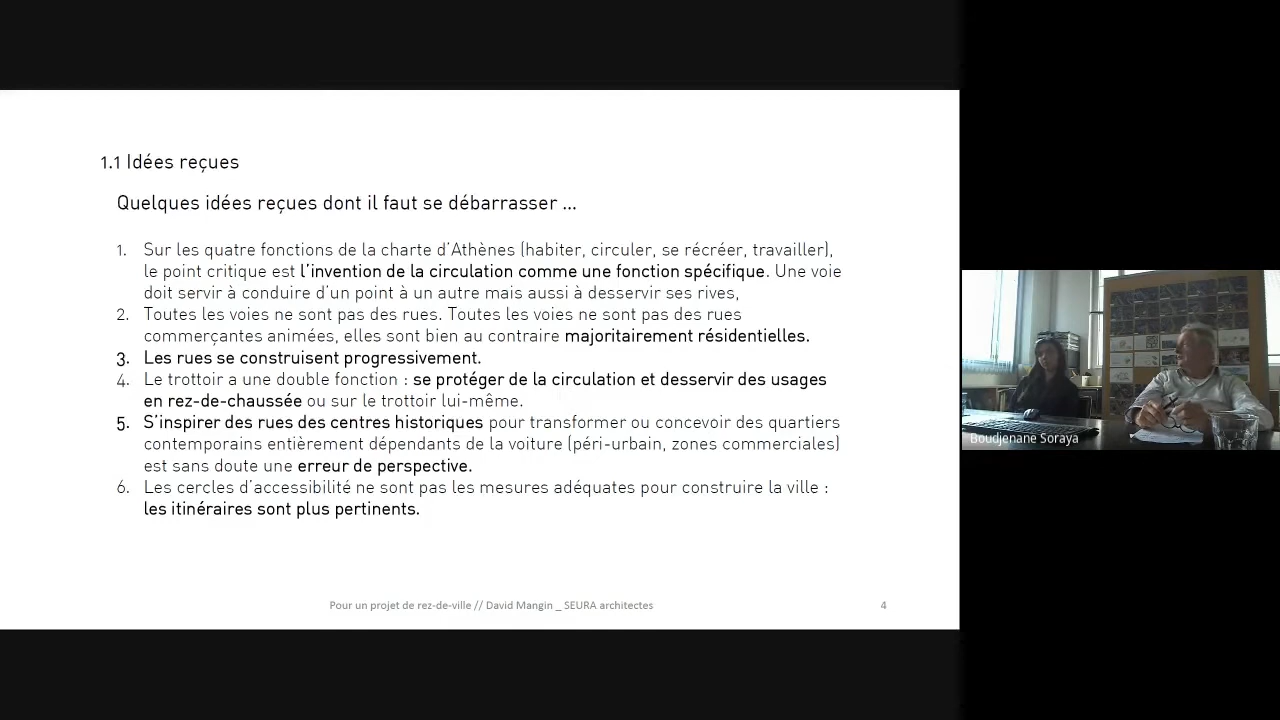 1.1 Idées reçues
Quelques idées reçues dont il faut se débarrasser ...
1. Sur les quatre fonctions de la charte d'Athènes (habiter, circuler, se récréer, travailler),
le point critique est l'invention de la circulation comme une fonction spécifique. Une voie
doit servir à conduire d'un point à un autre mais aussi à desservir ses rives,
2. Toutes les voies ne sont pas des rues. Toutes les voies ne sont pas des rues
commerçantes animées, elles sont bien au contraire majoritairement résidentielles.
3. Les rues se construisent progressivement.
4. Le trottoir a une double fonction : se protéger de la circulation et desservir des usages
en rez-de-chaussée ou sur le trottoir lui-même.
5. S'inspirer des rues des centres historiques pour transformer ou concevoir des quartiers
contemporains entièrement dépendants de la voiture (péri-urbain, zones commerciales)
est sans doute une erreur de perspective.
6. Les cercles d'accessibilité ne sont pas les mesures adéquates pour construire la ville :
les itinéraires sont plus pertinents.
Pour un projet de rez-de-ville // David Mangin _ SEURA architectes
4
Boudjenane Soraya